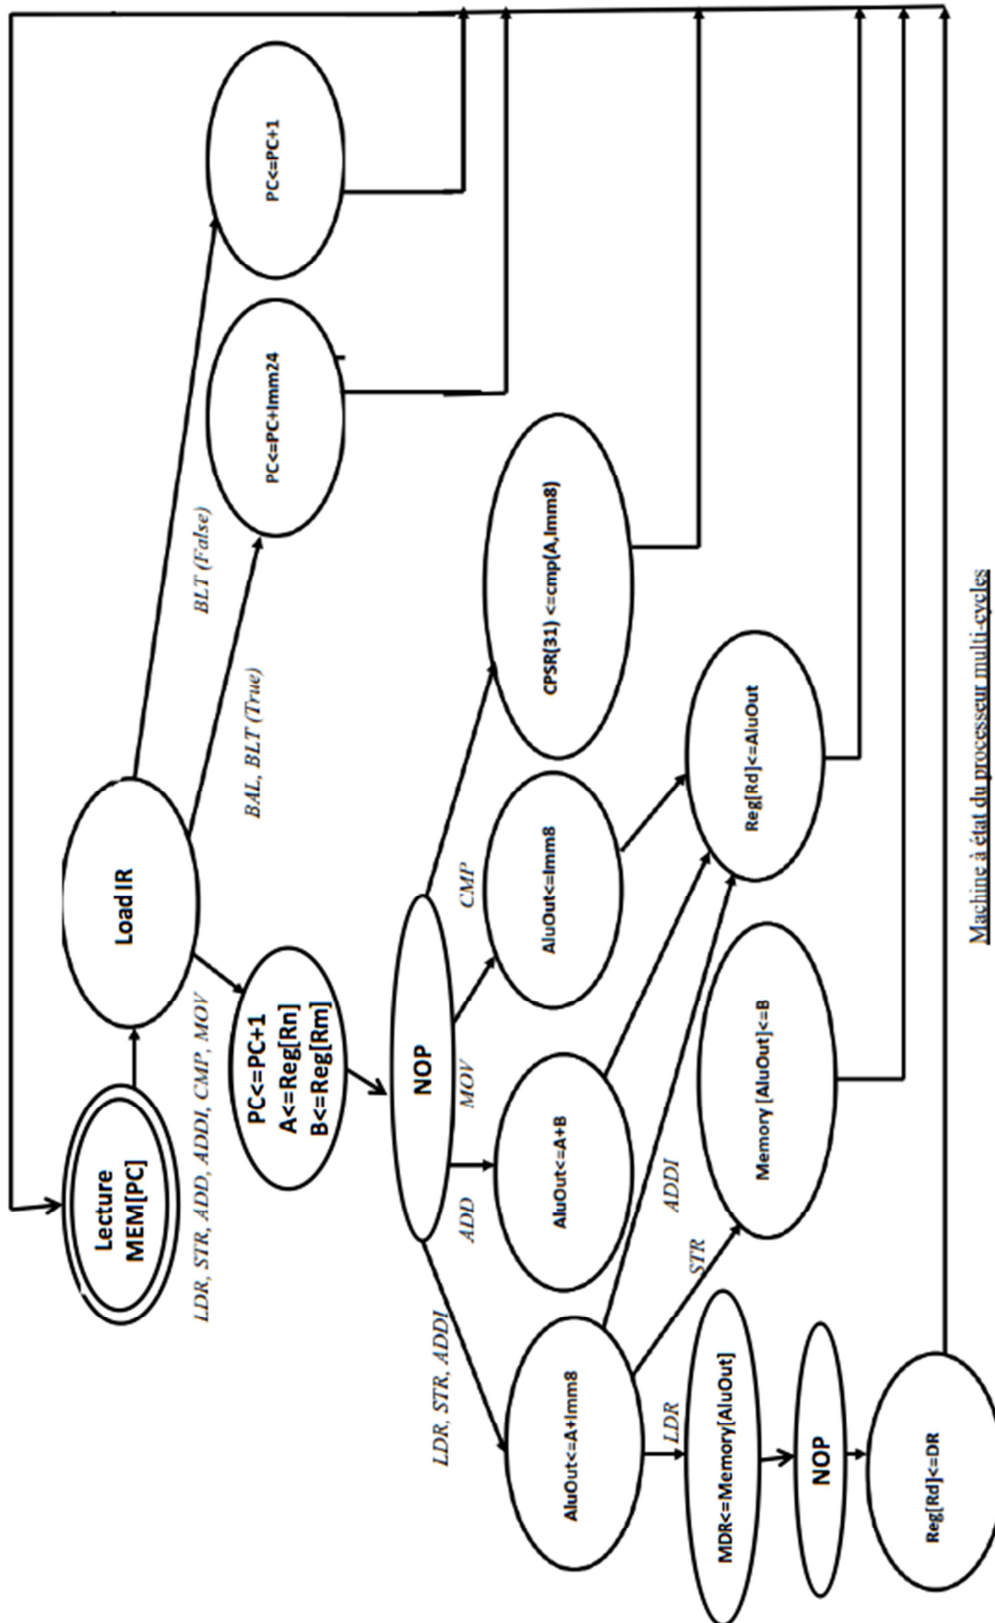 Lecture
MEM[PC]
Load IR
LDR, STR, ADD, ADDI, CMP, MOV
BAL, BLT (True)
BLT (False)
PC<=PC+1
A<=Reg[Rn]
B<=Reg[Rm]
PC<=PC+Imm24
PC<=PC+1
NOP
LDR, STR, ADDI
ADD
MOV
CMP
AluOut<=A+Imm8
AluOut<=A+B
AluOut<=Imm8
CPSR(31) <=cmp(A,Imm8)
LDR
STR
ADDI
MDR<=Memory[AluOut]
Memory [AluOut]<=B
Reg[Rd]<=AluOut
NOP
Reg[Rd]<=DR
Machine à état du processeur multi-cycles